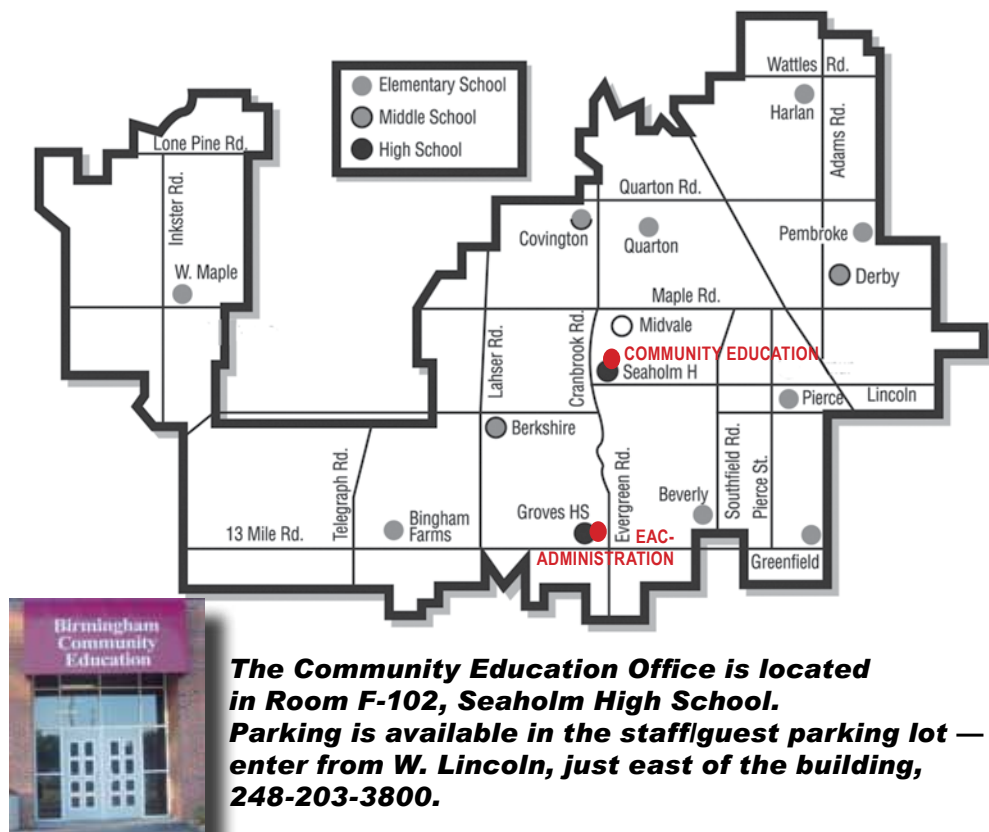 Wattles Rd.
Elementary School
Harlan
Middle School
Adams Rd.
Lone Pine Rd.
High School
Inkster Rd.
Quarton Rd.
Covington
Quarton
Pembroke
W. Maple
Derby
Maple Rd.
Midvale
Lahser Rd.
Cranbrook Rd.
COMMUNITY EDUCATION
Seaholm H
Pierce
Lincoln
Berkshire
Telegraph Rd.
Evergreen Rd.
Southfield Rd.
Pierce St.
Beverly
Groves HS
Bingham
Farms
13 Mile Rd.
EAC-
ADMINISTRATION
Greenfield
Birmingham
Community
Education
The Community Education Office is located
in Room F-102, Seaholm High School.
Parking is available in the staff/guest parking lot —
enter from W. Lincoln, just east of the building,
248-203-3800.